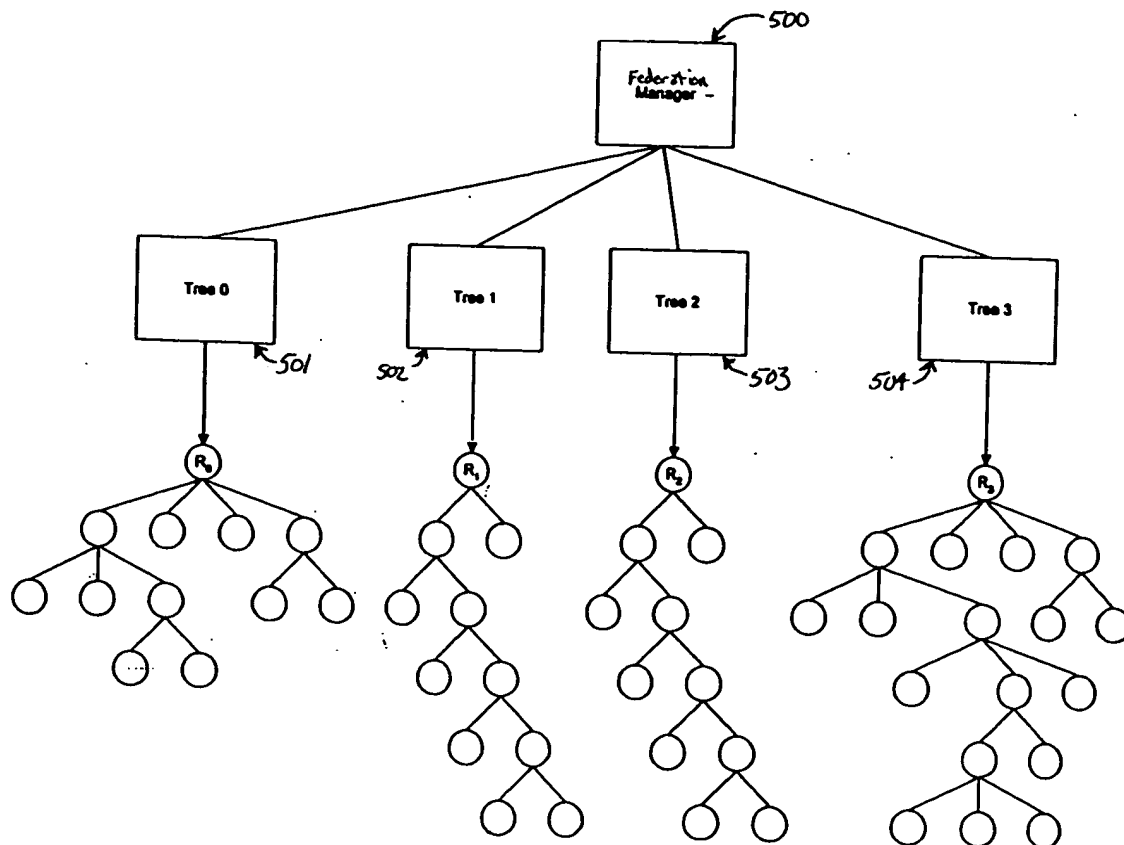 500
Federation
Manager
Tree 0
Tree 1
Tree 2
Tree 3
501
502
503
504
R0
R1
R2
R3